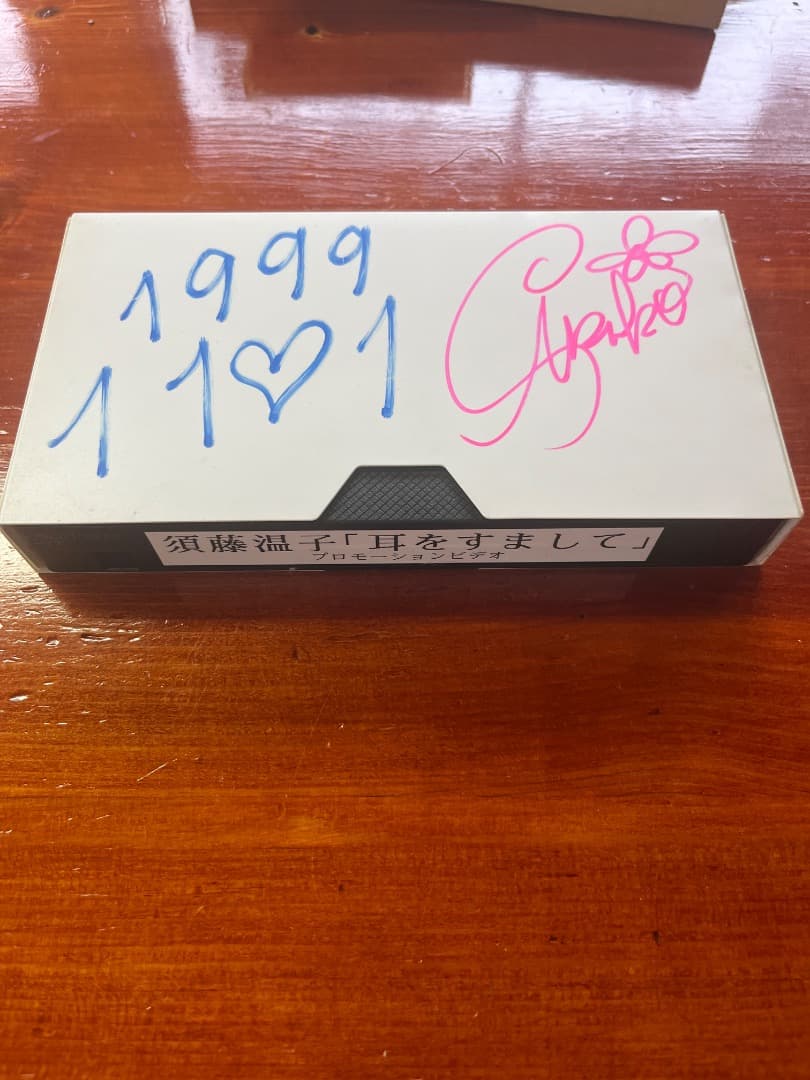 1999
11♡1
Atsuko
須藤温子「耳をすまして」
プロモーションビデオ